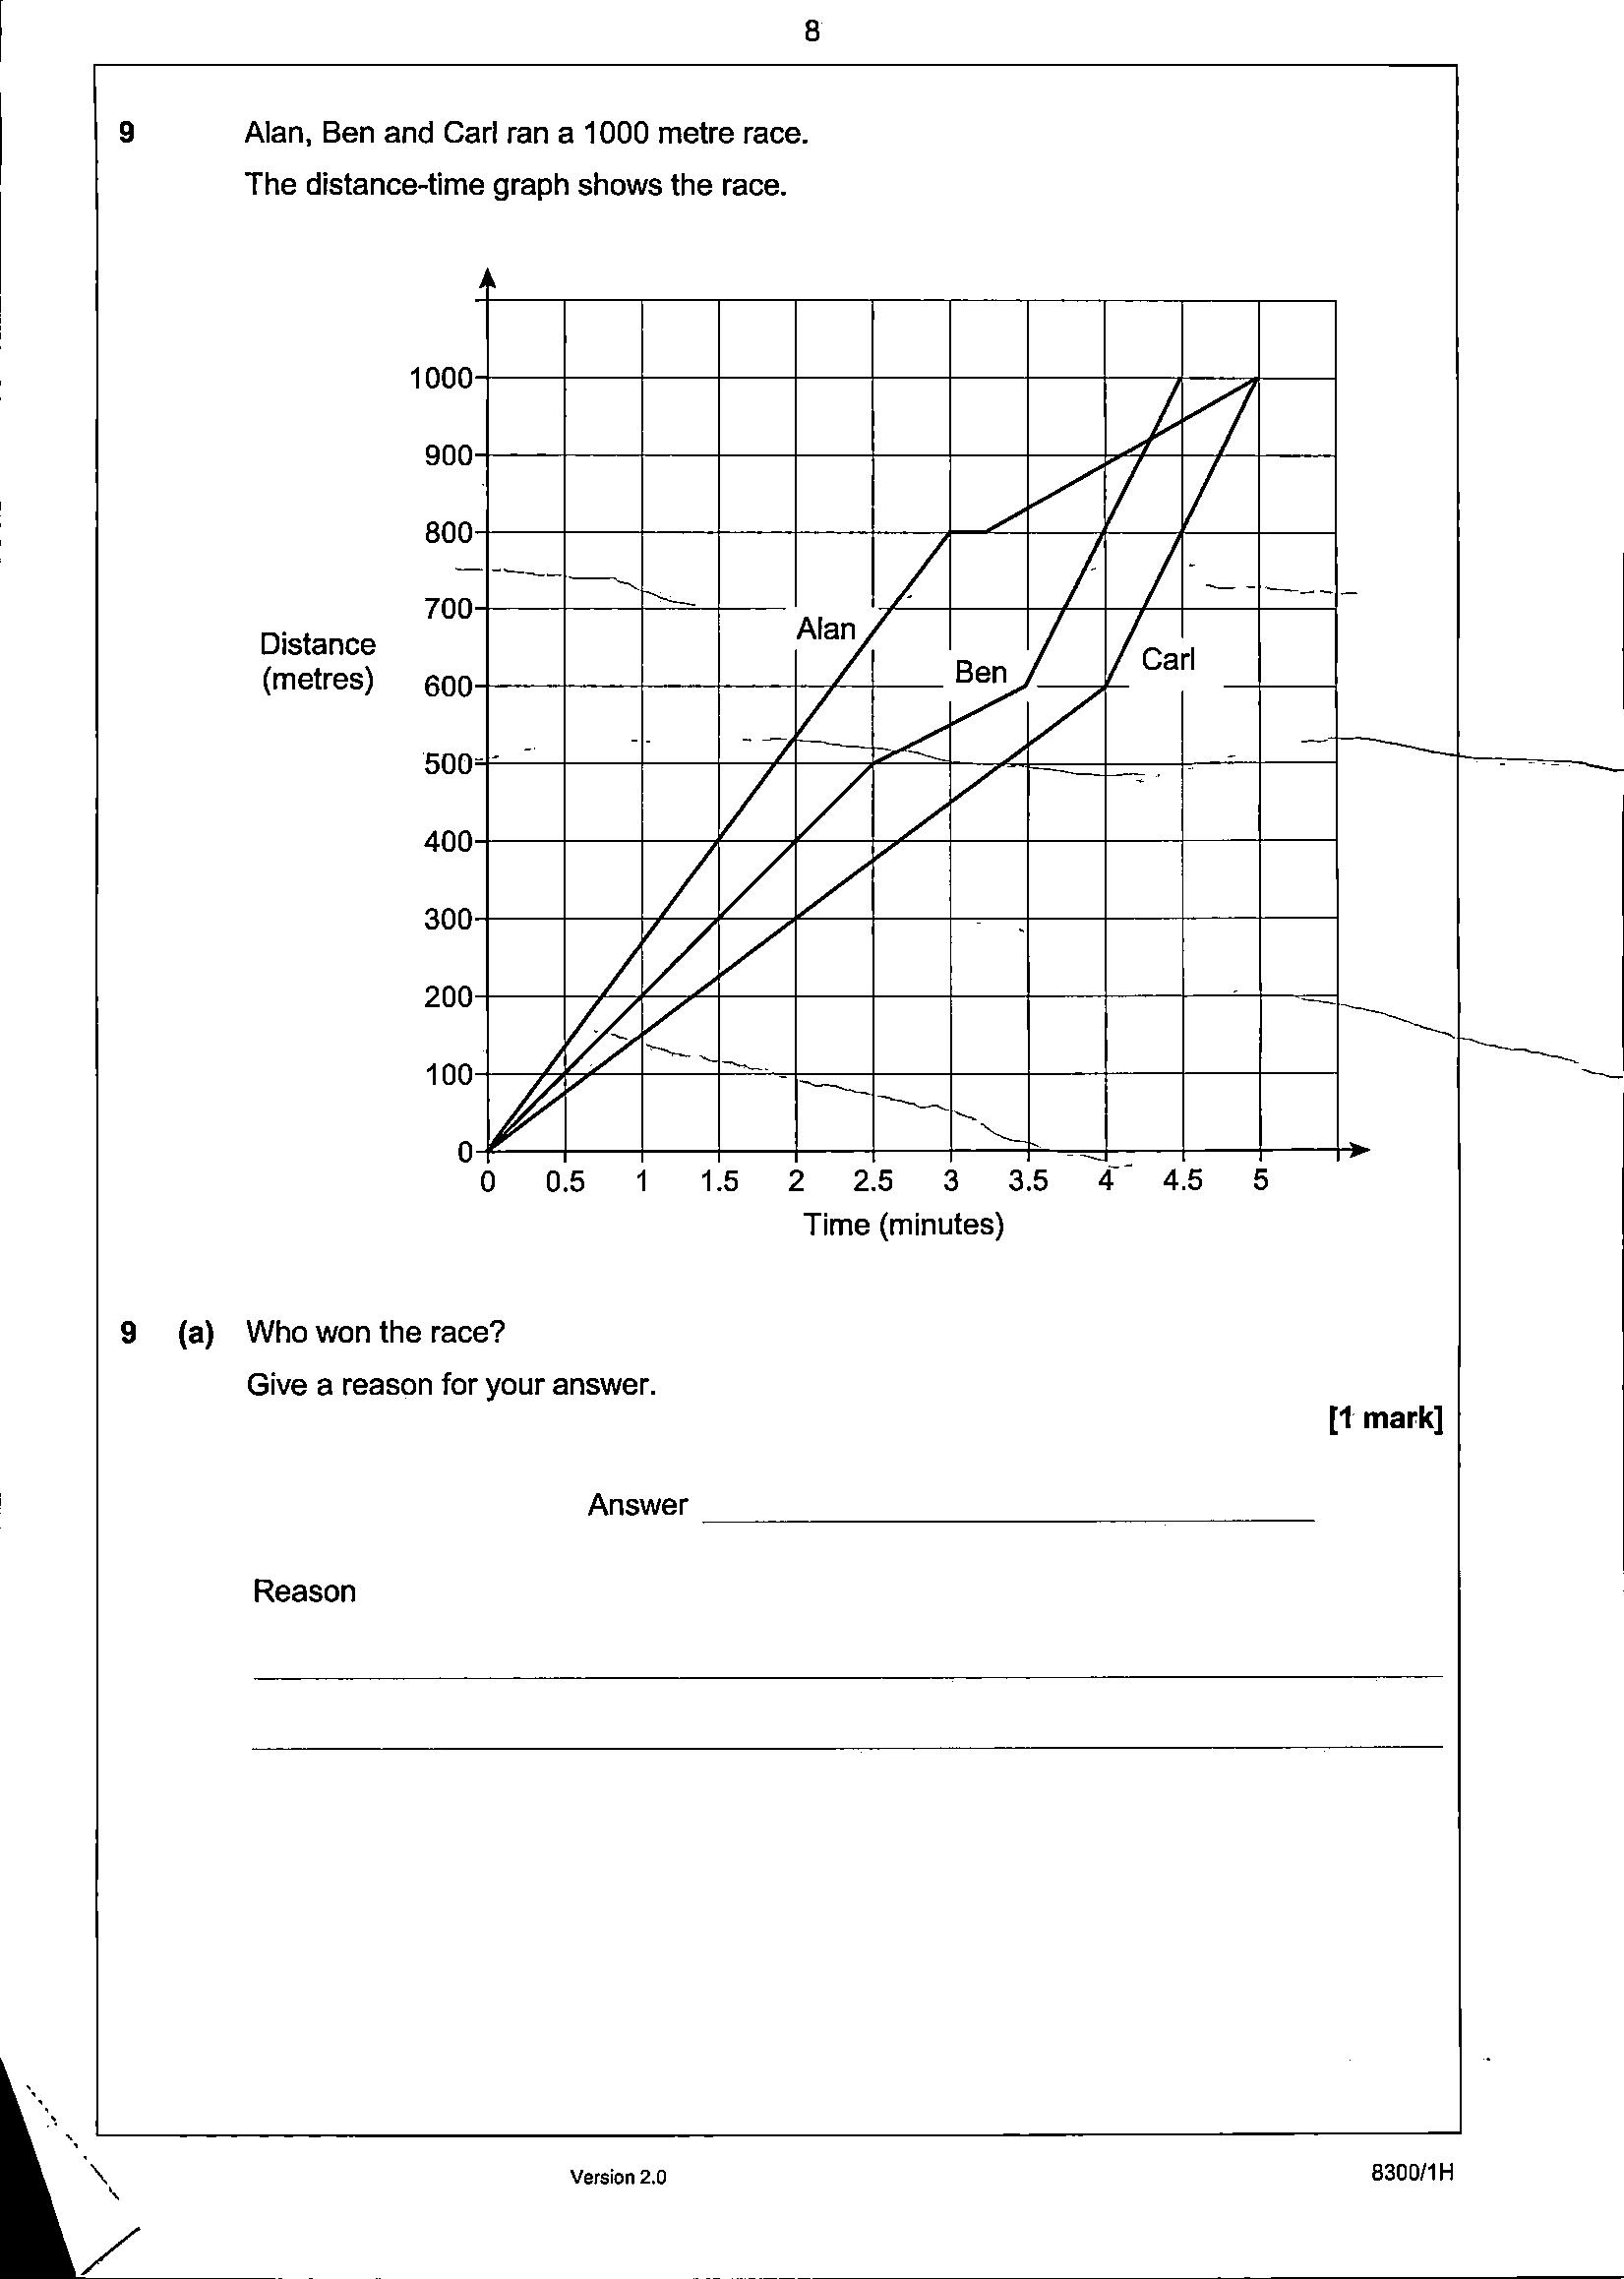 8
9 Alan, Ben and Carl ran a 1000 metre race.
The distance-time graph shows the race.
1000
900
800
700
600
500
400
300
200
100
0
Distance
(metres)
Alan
Ben
Carl
0 0.5 1 1.5 2 2.5 3 3.5 4 4.5 5
Time (minutes)
9 (a) Who won the race?
Give a reason for your answer.
[1 mark]
Answer
Reason
Version 2.0
8300/1H